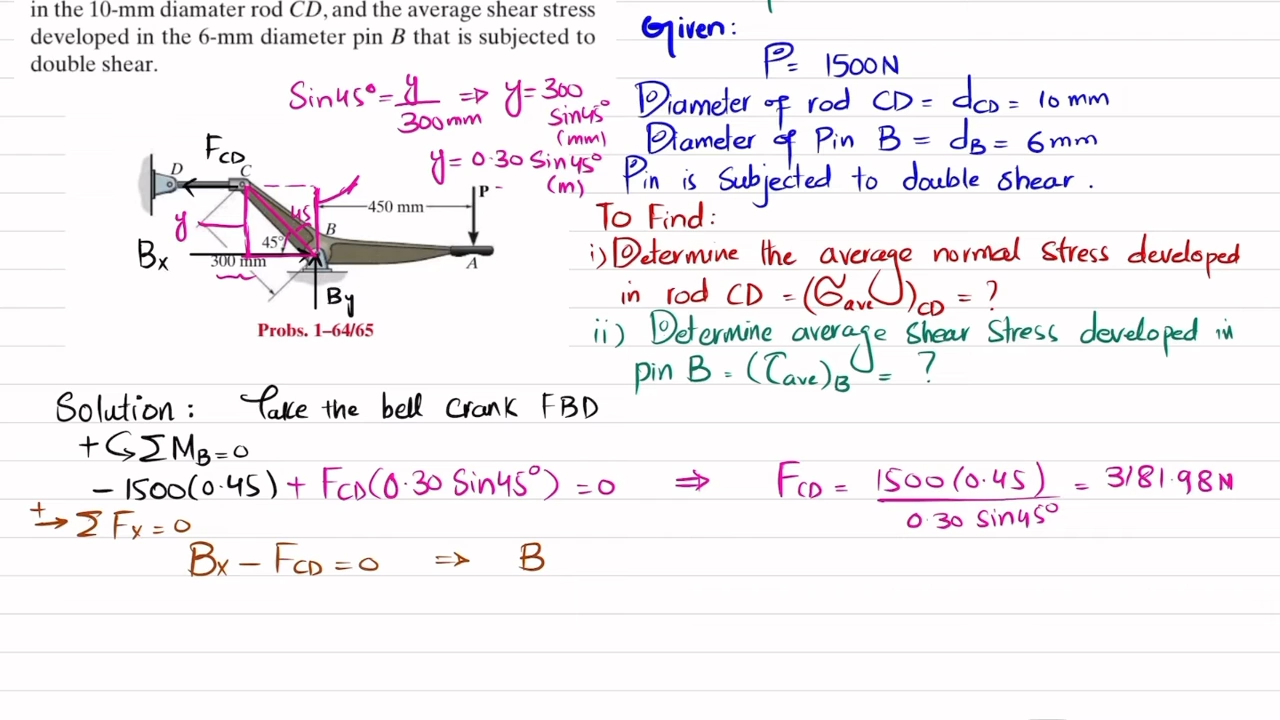 in the 10-mm diamater rod CD, and the average shear stress
developed in the 6-mm diameter pin B that is subjected to
double shear.
Sin45° = y/300mm ⇒ y = 300 Sin45° (mm)
y = 0.30 Sin45° (m)
FCD
D
C
P
450 mm
45
B
y
45°
Bx
300 mm
A
By
Probs. 1–64/65
Given:
P = 1500N
Diameter of rod CD = dCD = 10 mm
Diameter of Pin B = dB = 6mm
Pin is Subjected to double shear.
To Find:
i) Determine the average normal stress developed
in rod CD = (σave)CD = ?
ii) Determine average shear stress developed in
pin B = (τave)B = ?
Solution: Take the bell crank FBD
+ ΣMB = 0
- 1500(0.45) + FCD(0.30 Sin45°) = 0 ⇒ FCD = 1500(0.45)/0.30 Sin45° = 3181.98N
+→ ΣFx = 0
Bx - FCD = 0 ⇒ B